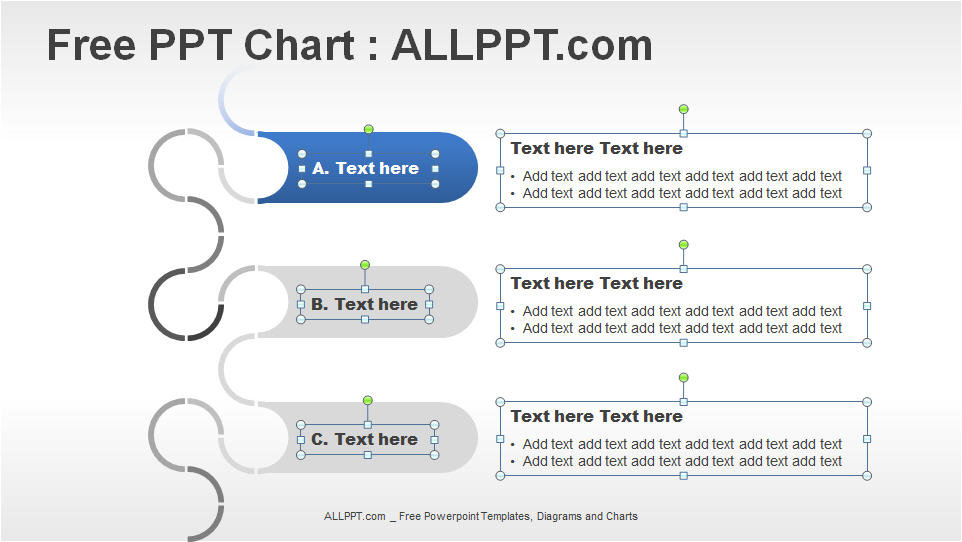 Free PPT Chart : ALLPPT.com
A. Text here
Text here Text here
• Add text add text add text add text add text add text
• Add text add text add text add text add text add text
B. Text here
Text here Text here
• Add text add text add text add text add text add text
• Add text add text add text add text add text add text
C. Text here
Text here Text here
• Add text add text add text add text add text add text
• Add text add text add text add text add text add text
ALLPPT.com _ Free Powerpoint Templates, Diagrams and Charts